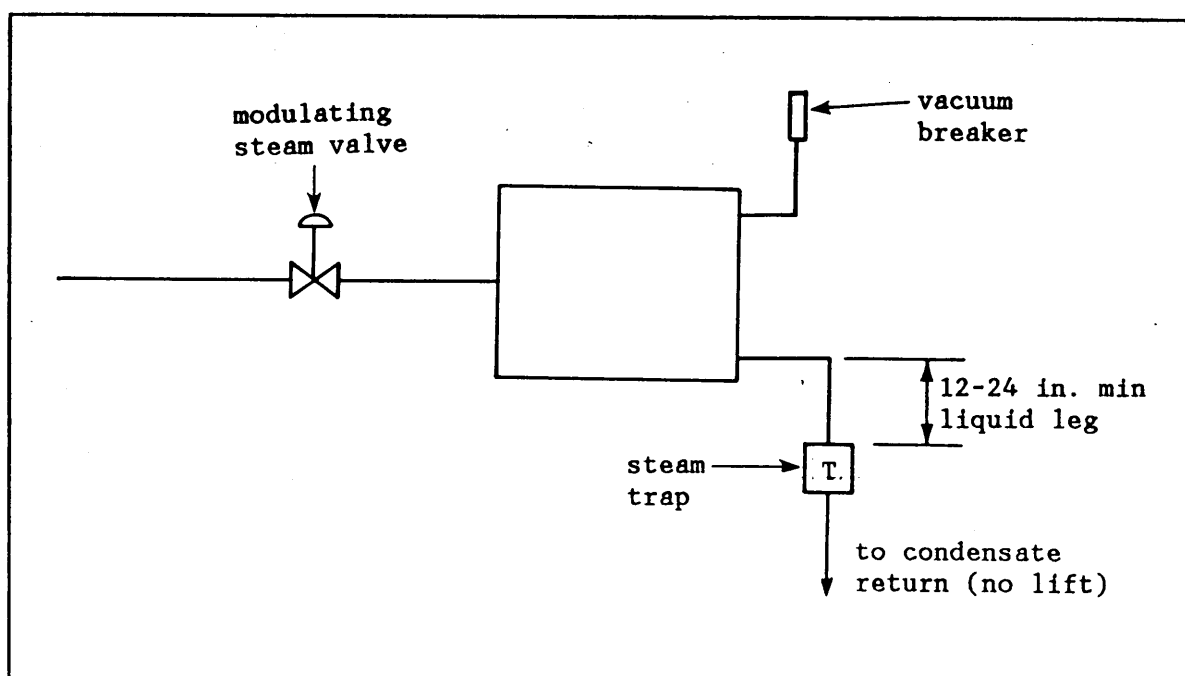 modulating
steam valve
vacuum
breaker
12-24 in. min
liquid leg
steam
trap
T.
to condensate
return (no lift)